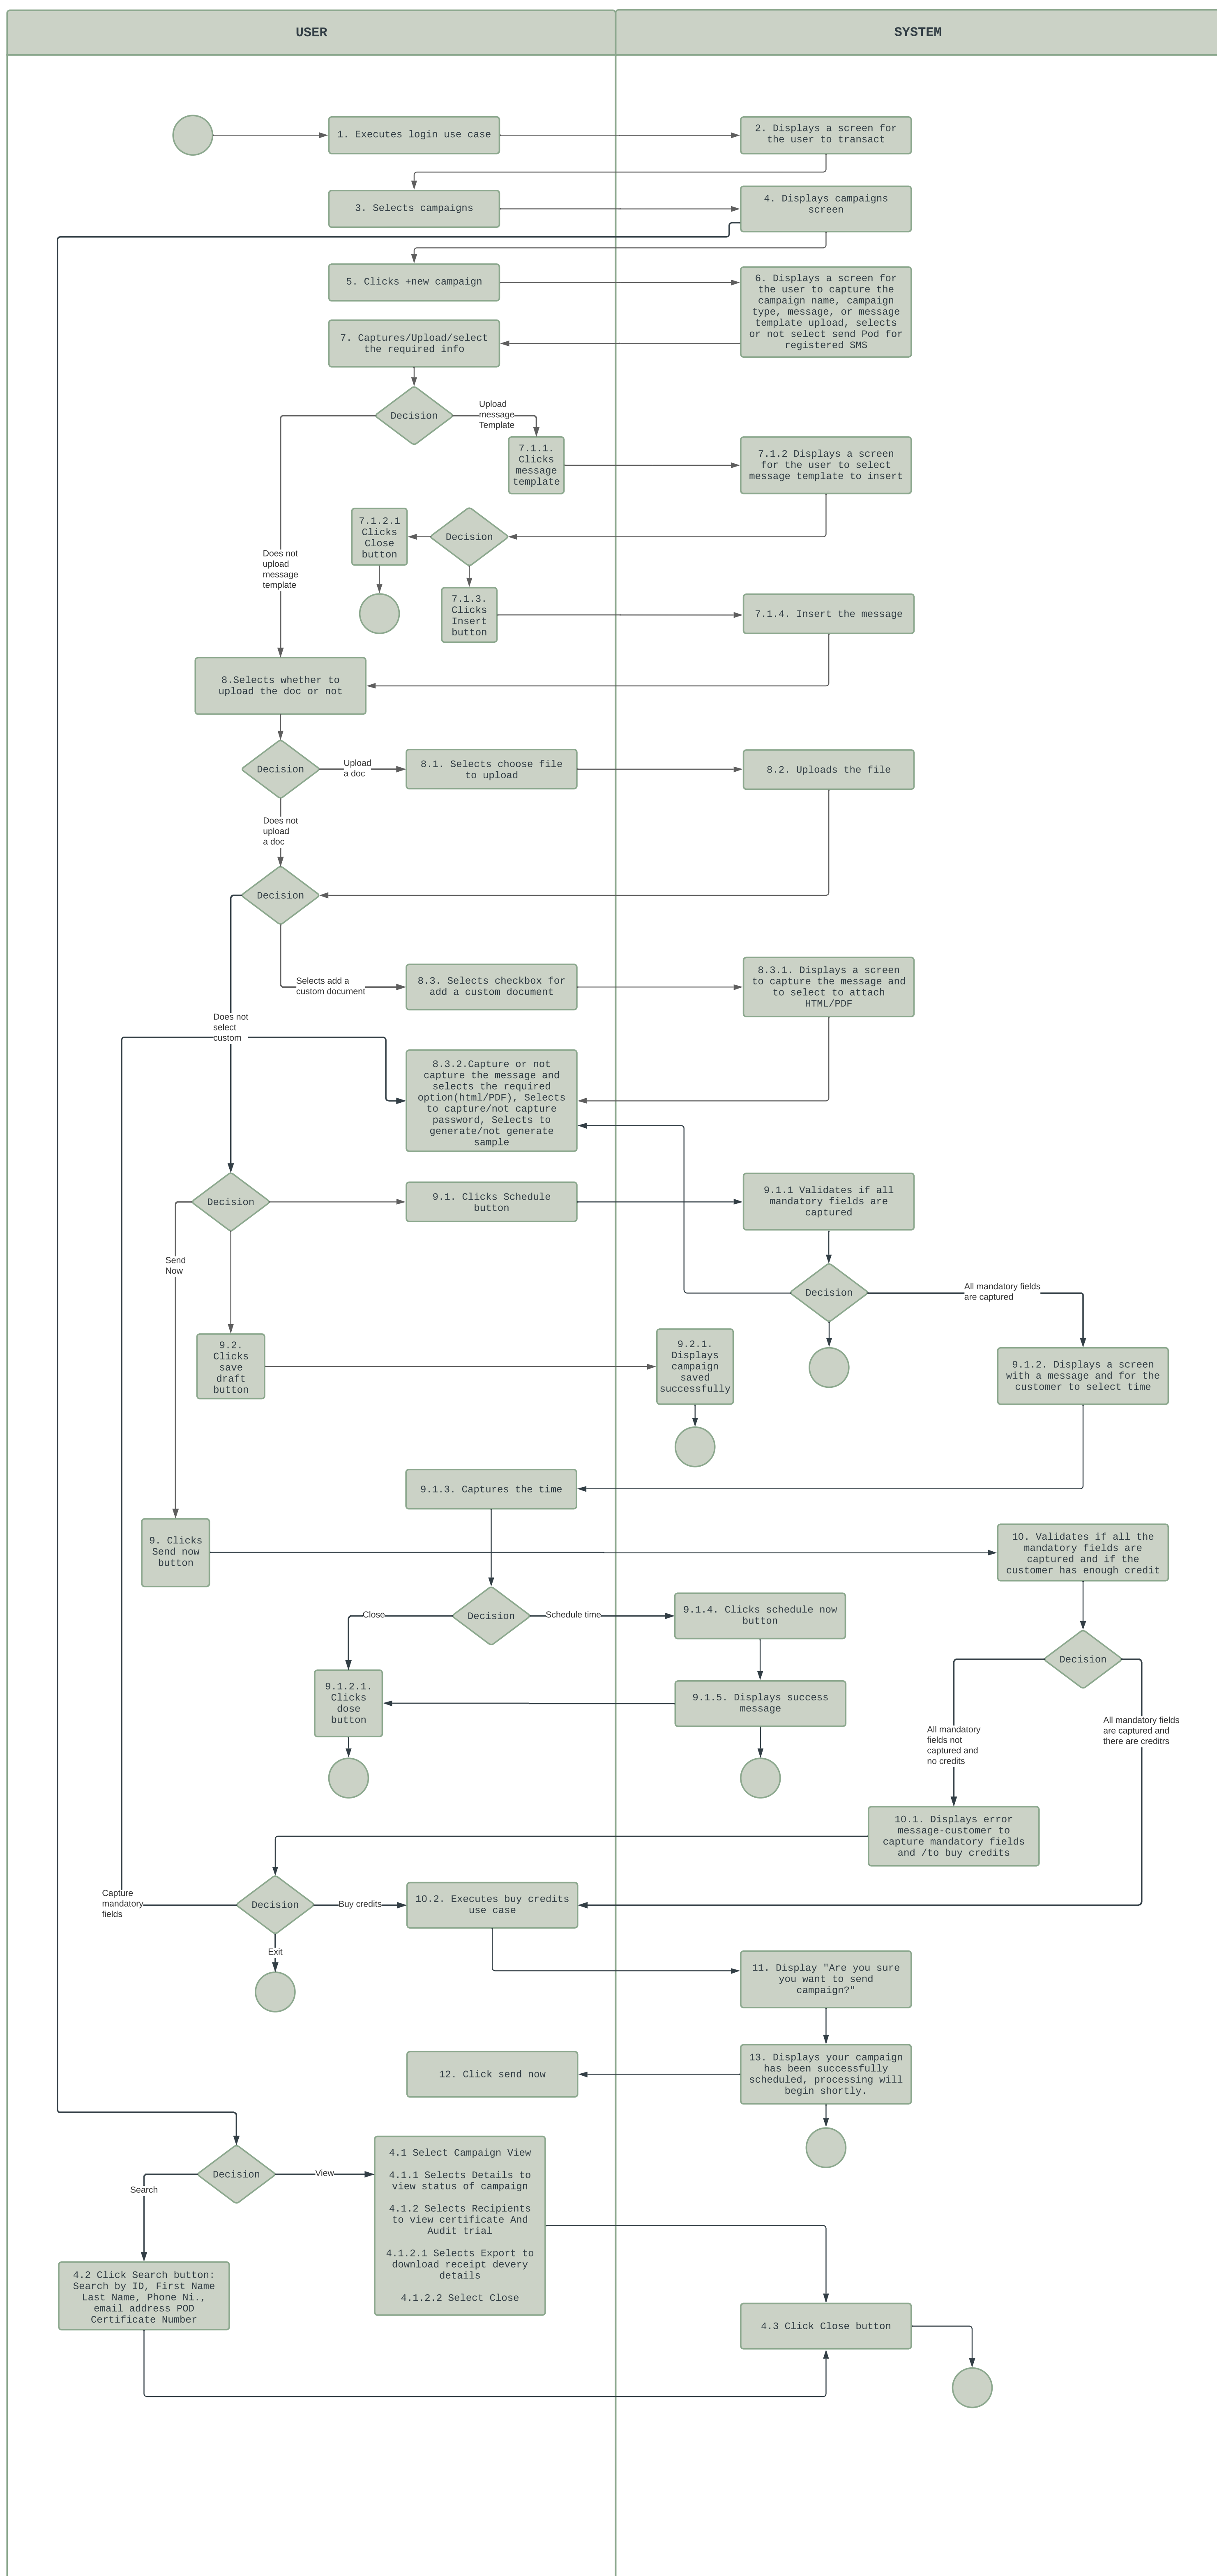 USER
SYSTEM
1. Executes login use case
2. Displays a screen for
the user to transact
3. Selects campaigns
4. Displays campaigns
screen
5. Clicks +new campaign
6. Displays a screen for
the user to capture the
campaign name, campaign
type, message, or message
template upload, selects
or not select send Pod for
registered SMS
7. Captures/Upload/select
the required info
Decision
Upload
message
Template
7.1.1.
Clicks
message
template
7.1.2 Displays a screen
for the user to select
message template to insert
7.1.2.1
Clicks
Close
button
Decision
Does not
upload
message
template
7.1.3.
Clicks
Insert
button
7.1.4. Insert the message
8.Selects whether to
upload the doc or not
Decision
Upload
a doc
8.1. Selects choose file
to upload
8.2. Uploads the file
Does not
upload
a doc
Decision
Selects add a
custom document
8.3. Selects checkbox for
add a custom document
8.3.1. Displays a screen
to capture the message and
to select to attach
HTML/PDF
Does not
select
custom
8.3.2.Capture or not
capture the message and
selects the required
option(html/PDF), Selects
to capture/not capture
password, Selects to
generate/not generate
sample
Decision
9.1. Clicks Schedule
button
9.1.1 Validates if all
mandatory fields are
captured
Send
Now
Decision
All mandatory fields
are captured
9.2.
Clicks
save
draft
button
9.2.1.
Displays
campaign
saved
successfully
9.1.2. Displays a screen
with a message and for the
customer to select time
9.1.3. Captures the time
9. Clicks
Send now
button
10. Validates if all the
mandatory fields are
captured and if the
customer has enough credit
Close
Decision
Schedule time
9.1.4. Clicks schedule now
button
Decision
9.1.2.1.
Clicks
dose
button
9.1.5. Displays success
message
All mandatory
fields not
captured and
no credits
All mandatory fields
are captured and
there are creditrs
10.1. Displays error
message-customer to
capture mandatory fields
and /to buy credits
Capture
mandatory
fields
Decision
Buy credits
10.2. Executes buy credits
use case
Exit
11. Display "Are you sure
you want to send
campaign?"
12. Click send now
13. Displays your campaign
has been successfully
scheduled, processing will
begin shortly.
Decision
View
Search
4.1 Select Campaign View
4.1.1 Selects Details to
view status of campaign
4.1.2 Selects Recipients
to view certificate And
Audit trial
4.1.2.1 Selects Export to
download receipt devery
details
4.1.2.2 Select Close
4.2 Click Search button:
Search by ID, First Name
Last Name, Phone Ni.,
email address POD
Certificate Number
4.3 Click Close button